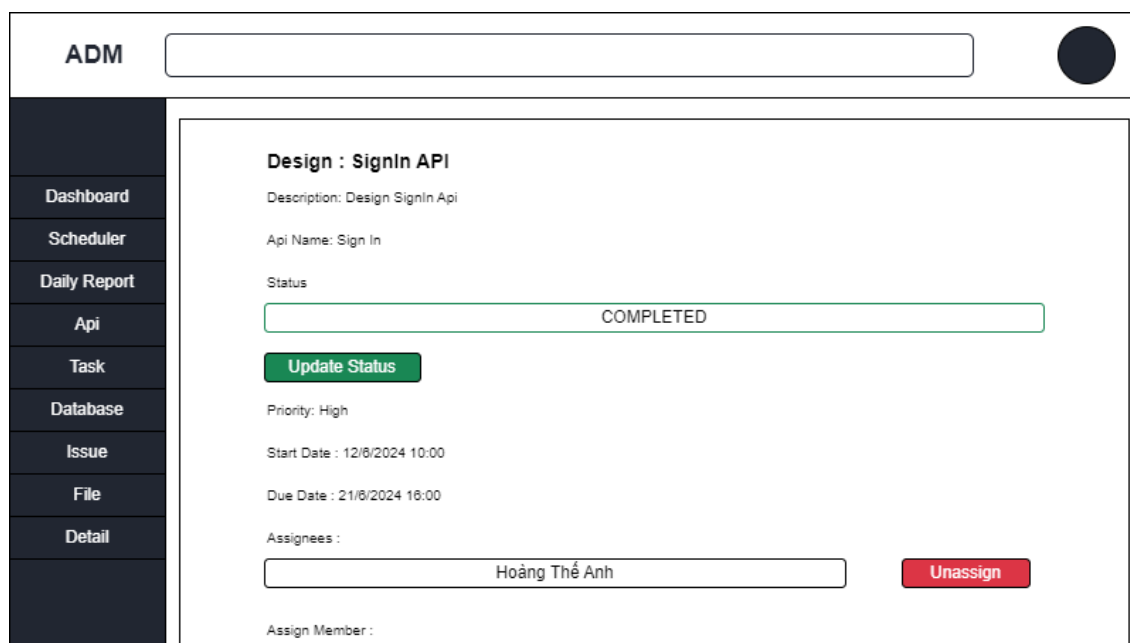 ADM
Dashboard
Scheduler
Daily Report
Api
Task
Database
Issue
File
Detail
Design : SignIn API
Description: Design SignIn Api
Api Name: Sign In
Status
COMPLETED
Update Status
Priority: High
Start Date : 12/6/2024 10:00
Due Date : 21/6/2024 16:00
Assignees :
Hoàng Thế Anh
Unassign
Assign Member :